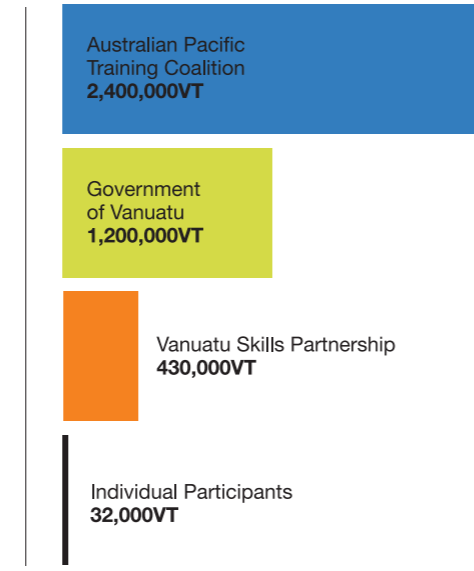 Australian Pacific
Training Coalition
2,400,000VT
Government
of Vanuatu
1,200,000VT
Vanuatu Skills Partnership
430,000VT
Individual Participants
32,000VT